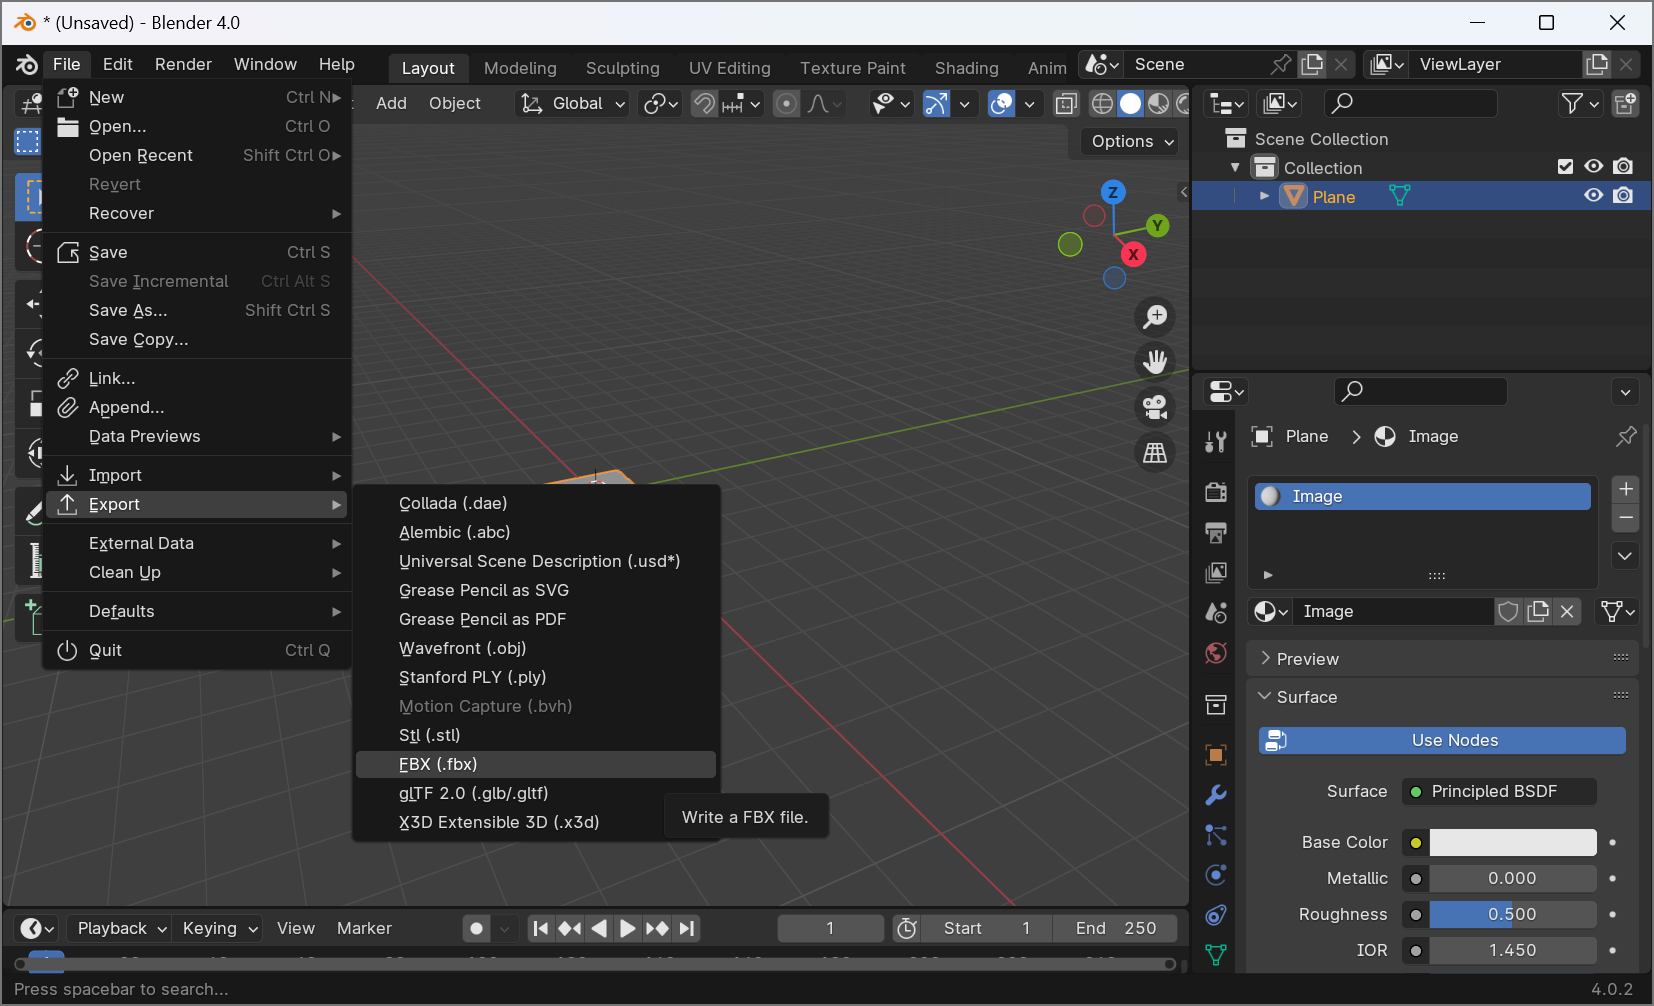 * (Unsaved) - Blender 4.0
File Edit Render Window Help Layout Modeling Sculpting UV Editing Texture Paint Shading Anim Scene ViewLayer
Add Object Global
Options
New Ctrl N
Open... Ctrl O
Open Recent Shift Ctrl O
Revert
Recover
Save Ctrl S
Save Incremental Ctrl Alt S
Save As... Shift Ctrl S
Save Copy...
Link...
Append...
Data Previews
Import
Export
External Data
Clean Up
Defaults
Quit Ctrl Q
Collada (.dae)
Alembic (.abc)
Universal Scene Description (.usd*)
Grease Pencil as SVG
Grease Pencil as PDF
Wavefront (.obj)
Stanford PLY (.ply)
Motion Capture (.bvh)
Stl (.stl)
FBX (.fbx)
glTF 2.0 (.glb/.gltf)
X3D Extensible 3D (.x3d)
Write a FBX file.
Z
Y
X
Scene Collection
Collection
Plane
Plane Image
Image
Image
Preview
Surface
Use Nodes
Surface Principled BSDF
Base Color
Metallic 0.000
Roughness 0.500
IOR 1.450
Playback Keying View Marker 1 Start 1 End 250
Press spacebar to search... 4.0.2